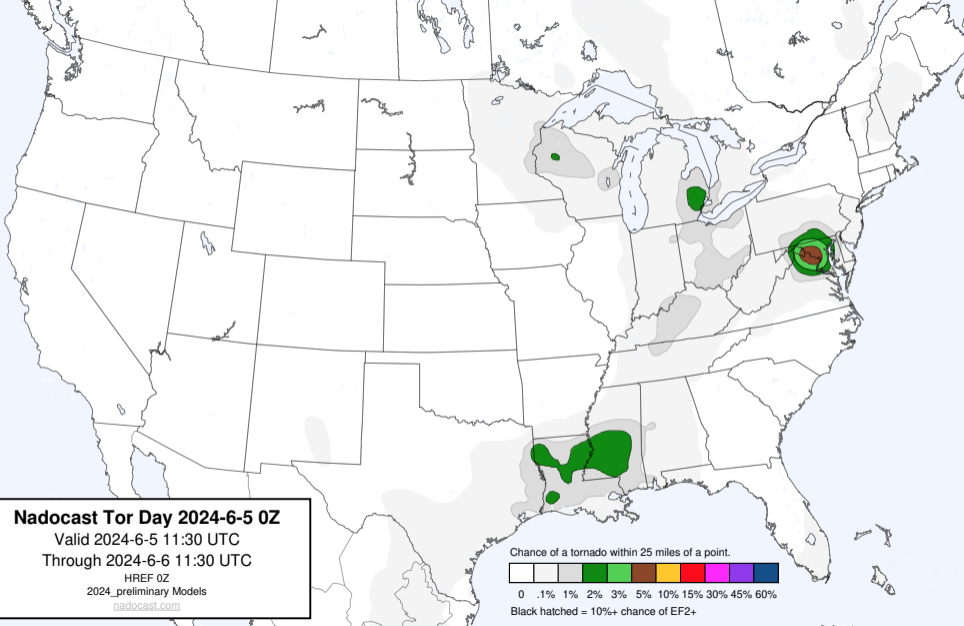 Nadocast Tor Day 2024-6-5 0Z
Valid 2024-6-5 11:30 UTC
Through 2024-6-6 11:30 UTC
HREF 0Z
2024_preliminary Models
nadocast.com
Chance of a tornado within 25 miles of a point.
0 .1% 1% 2% 3% 5% 10% 15% 30% 45% 60%
Black hatched = 10%+ chance of EF2+